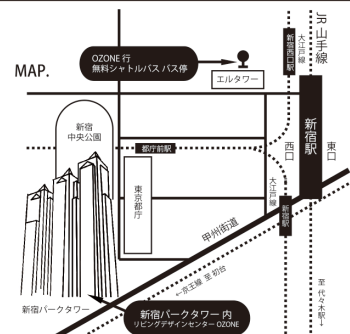 MAP.
OZONE 行
無料シャトルバス バス停
エルタワー
JR 山手線
大江戸線
新宿西口駅
新宿
中央公園
都庁前駅
東京都庁
新宿駅
西口
東口
大江戸線
新宿駅
甲州街道
←京王線 至 初台
至 代々木駅→
新宿パークタワー
新宿パークタワー 内
リビングデザインセンター OZONE